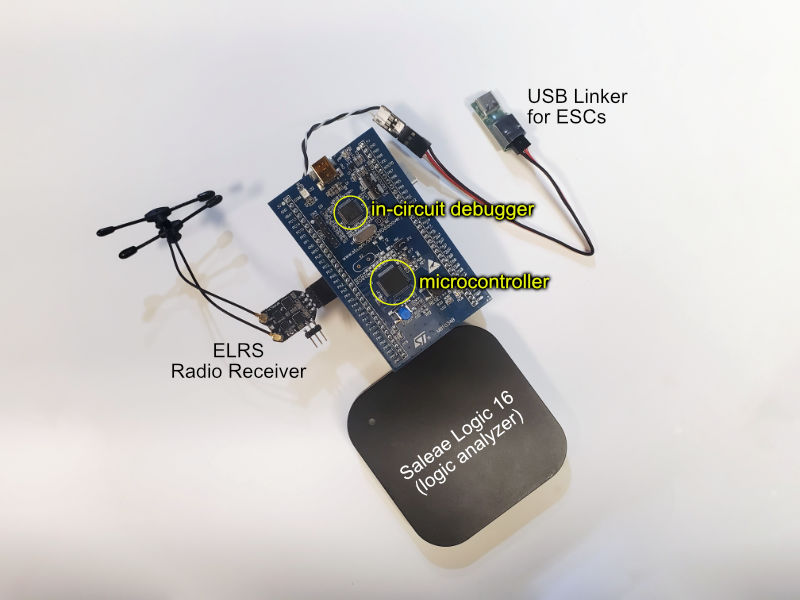 USB Linker
for ESCs
in-circuit debugger
microcontroller
ELRS
Radio Receiver
Saleae Logic 16
(logic analyzer)